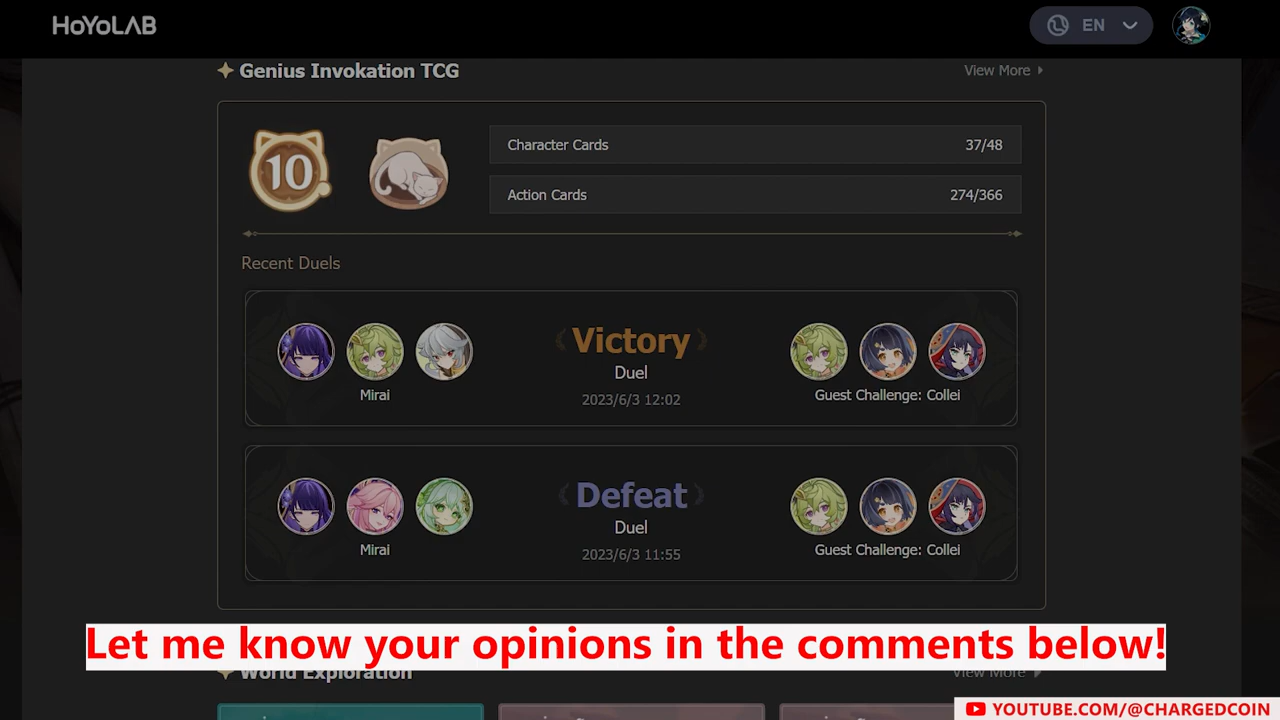 HoYoLAB
EN
Genius Invokation TCG
View More
10
Character Cards 37/48
Action Cards 274/366
Recent Duels
Victory
Duel
2023/6/3 12:02
Mirai
Guest Challenge: Collei
Defeat
Duel
2023/6/3 11:55
Mirai
Guest Challenge: Collei
Let me know your opinions in the comments below!
World Exploration
View More
YOUTUBE.COM/@CHARGEDCOIN